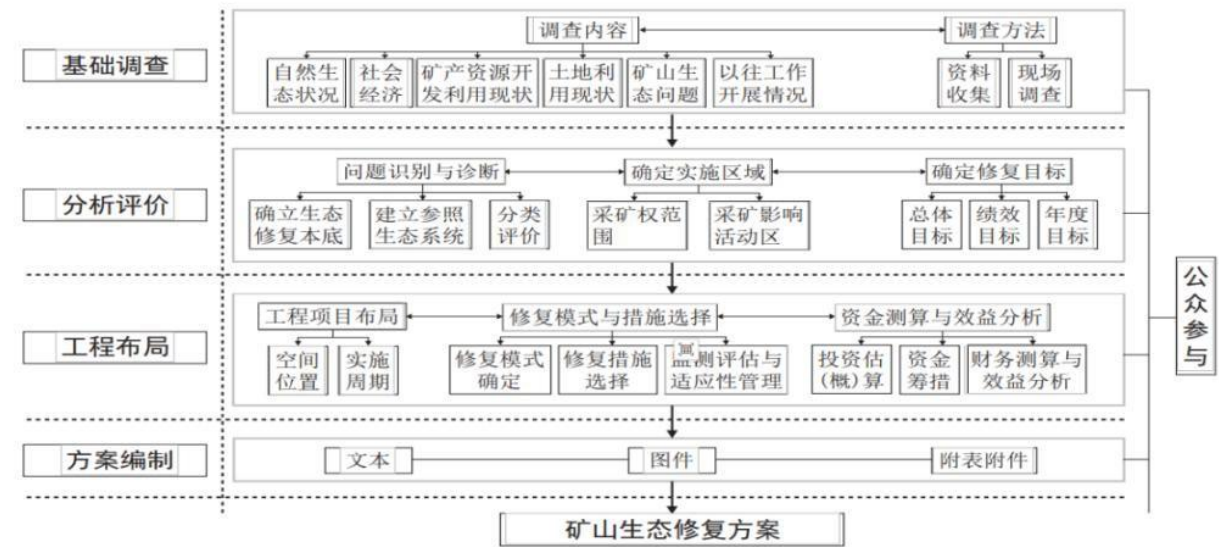 调查内容
调查方法
基础调查
自然生
态状况
社会
经济
矿产资源开
发利用现状
土地利
用现状
矿山生
态问题
以往工作
开展情况
资料
收集
现场
调查
问题识别与诊断
确定实施区域
确定修复目标
分析评价
确立生态
修复本底
建立参照
生态系统
分类
评价
采矿权范
围
采矿影响
活动区
总体
目标
绩效
目标
年度
目标
公众参与
工程项目布局
修复模式与措施选择
资金测算与效益分析
工程布局
空间
位置
实施
周期
修复模式
确定
修复措施
选择
监测评估与
适应性管理
投资估
(概)算
资金
筹措
财务测算与
效益分析
方案编制
文本
图件
附表附件
矿山生态修复方案